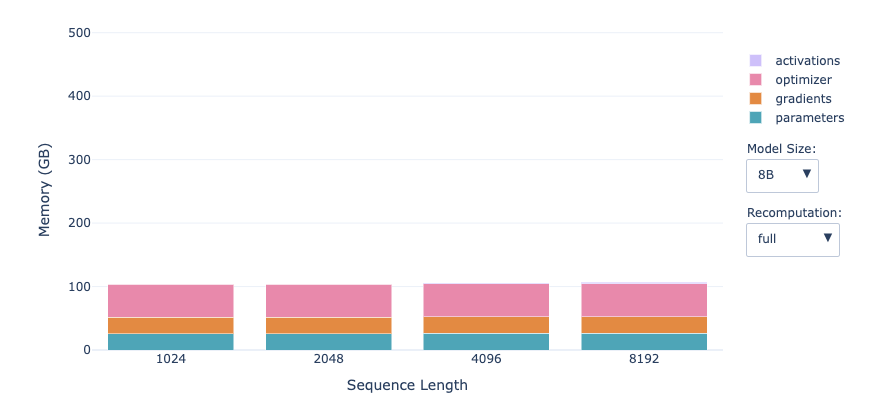 500
400
300
200
100
0
Memory (GB)
1024
2048
4096
8192
Sequence Length
activations
optimizer
gradients
parameters
Model Size:
8B
Recomputation:
full